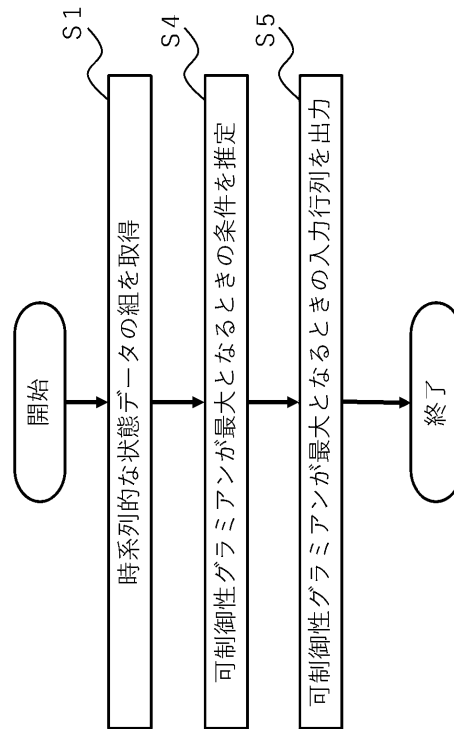 開始
時系列的な状態データの組を取得
S1
可制御性グラミアンが最大となるときの条件を推定
S4
可制御性グラミアンが最大となるときの入力行列を出力
S5
終了